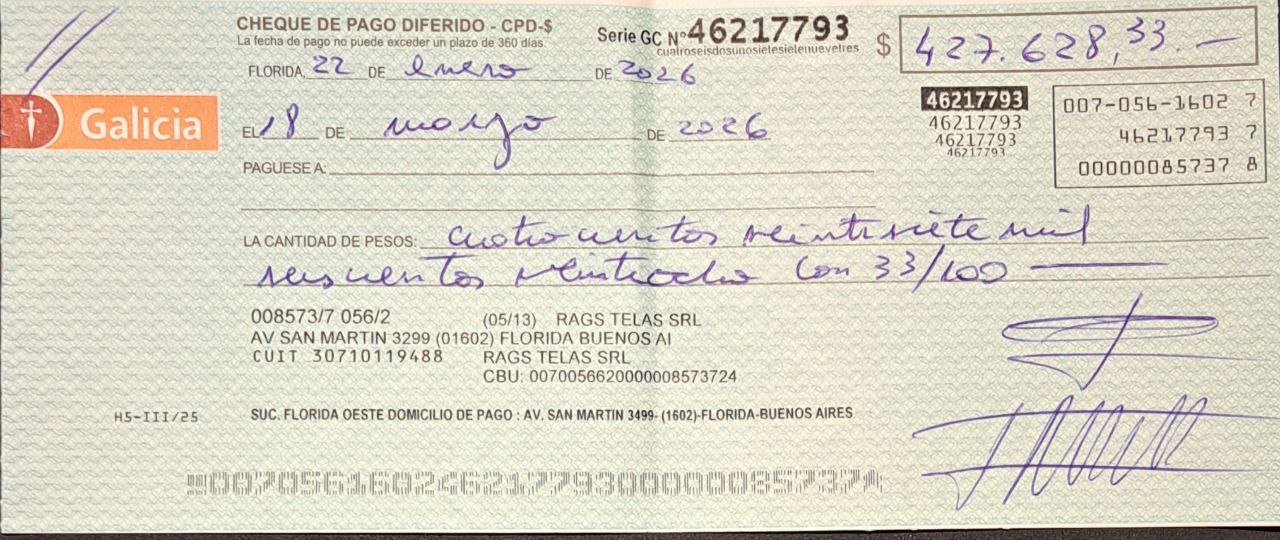 CHEQUE DE PAGO DIFERIDO - CPD-$
La fecha de pago no puede exceder un plazo de 360 días.
Serie GC N° 46217793
cuatroseisdosunosietesietenuevetres
$ 427.628,33.—
FLORIDA, 22 DE enero DE 2026
Galicia
EL 18 DE marzo DE 2026
46217793
46217793
46217793
46217793
007-056-1602 7
46217793 7
00000085737 8
PAGUESE A:
LA CANTIDAD DE PESOS: cuatrocientos veintisiete mil
seiscientos veintiocho con 33/100 —
008573/7 056/2 (05/13) RAGS TELAS SRL
AV SAN MARTIN 3299 (01602) FLORIDA BUENOS AI
CUIT 30710119488 RAGS TELAS SRL
CBU: 0070056620000008573724
HS-III/25
SUC. FLORIDA OESTE DOMICILIO DE PAGO : AV. SAN MARTIN 3499- (1602)-FLORIDA-BUENOS AIRES
00705616024621779300000085737